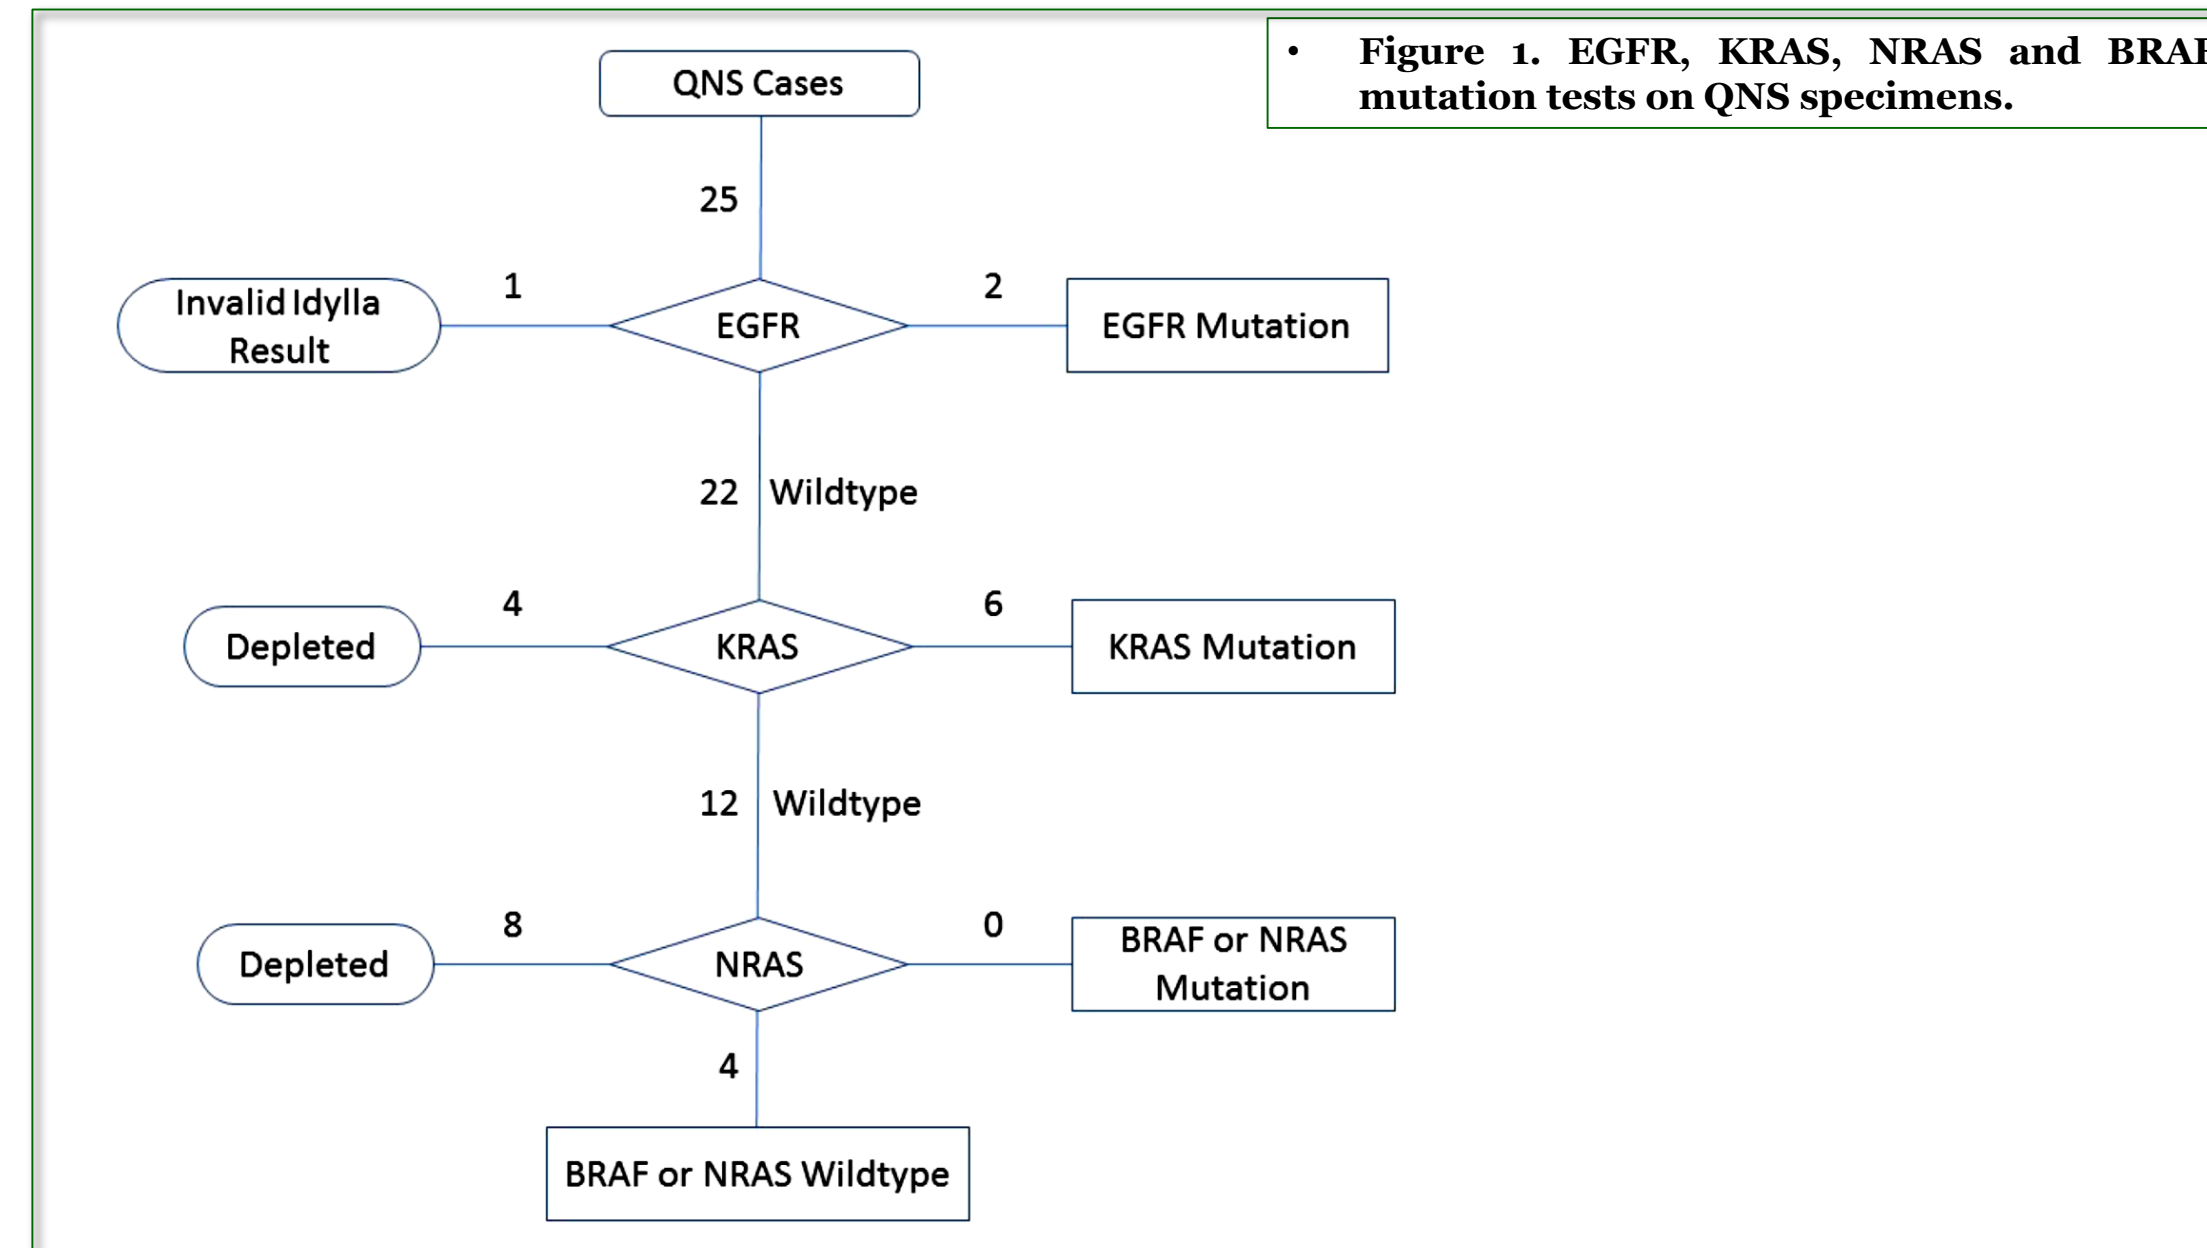 QNS Cases
• Figure 1. EGFR, KRAS, NRAS and BRAF
mutation tests on QNS specimens.
25
1
2
Invalid Idylla
Result
EGFR
EGFR Mutation
22 Wildtype
4
6
Depleted
KRAS
KRAS Mutation
12 Wildtype
8
0
Depleted
NRAS
BRAF or NRAS
Mutation
4
BRAF or NRAS Wildtype